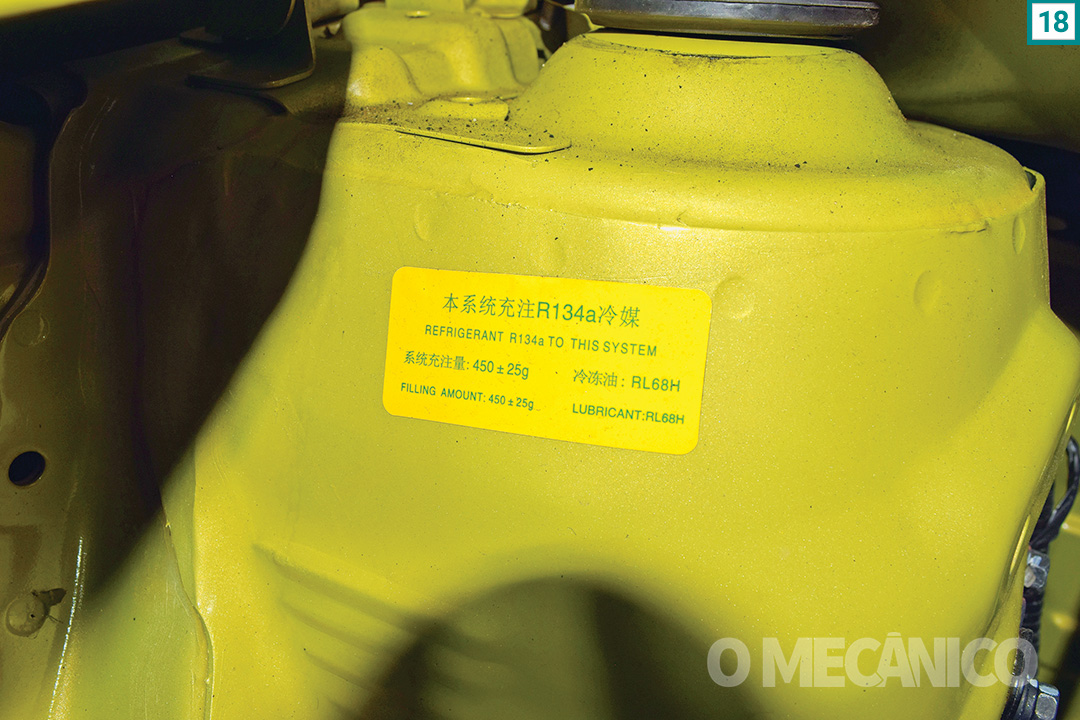 18
本系统充注R134a冷媒
REFRIGERANT R134a TO THIS SYSTEM
系统充注量: 450±25g 冷冻油: RL68H
FILLING AMOUNT: 450±25g LUBRICANT:RL68H
O MECÂNICO